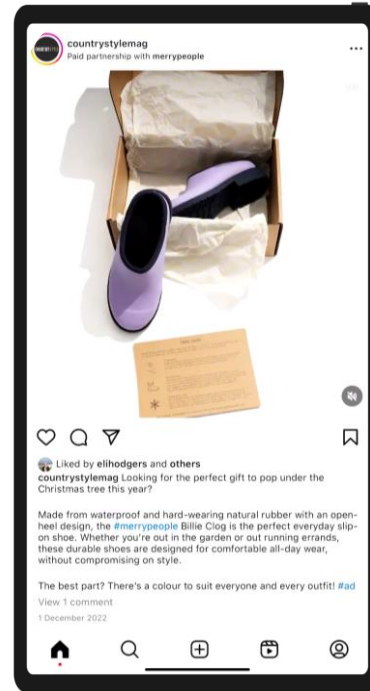 countrystylemag
Paid partnership with merrypeople
Liked by elihodgers and others
countrystylemag Looking for the perfect gift to pop under the
Christmas tree this year?
Made from waterproof and hard-wearing natural rubber with an open-
heel design, the #merrypeople Billie Clog is the perfect everyday slip-
on shoe. Whether you're out in the garden or out running errands,
these durable shoes are designed for comfortable all-day wear,
without compromising on style.
The best part? There's a colour to suit everyone and every outfit! #ad
View 1 comment
1 December 2022